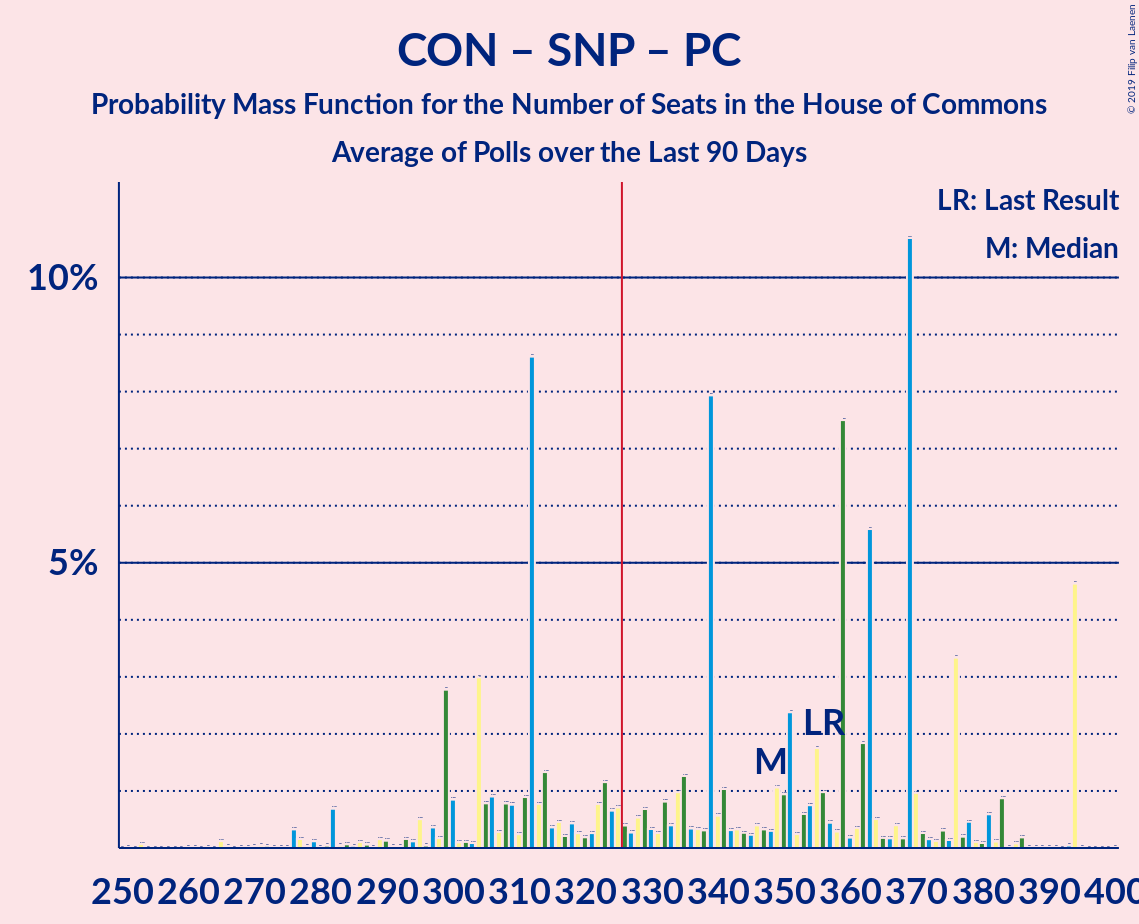 CON – SNP – PC
Probability Mass Function for the Number of Seats in the House of Commons
Average of Polls over the Last 90 Days
© 2019 Filip van Laenen
LR: Last Result
M: Median
10%
5%
LR
M
250 260 270 280 290 300 310 320 330 340 350 360 370 380 390 400